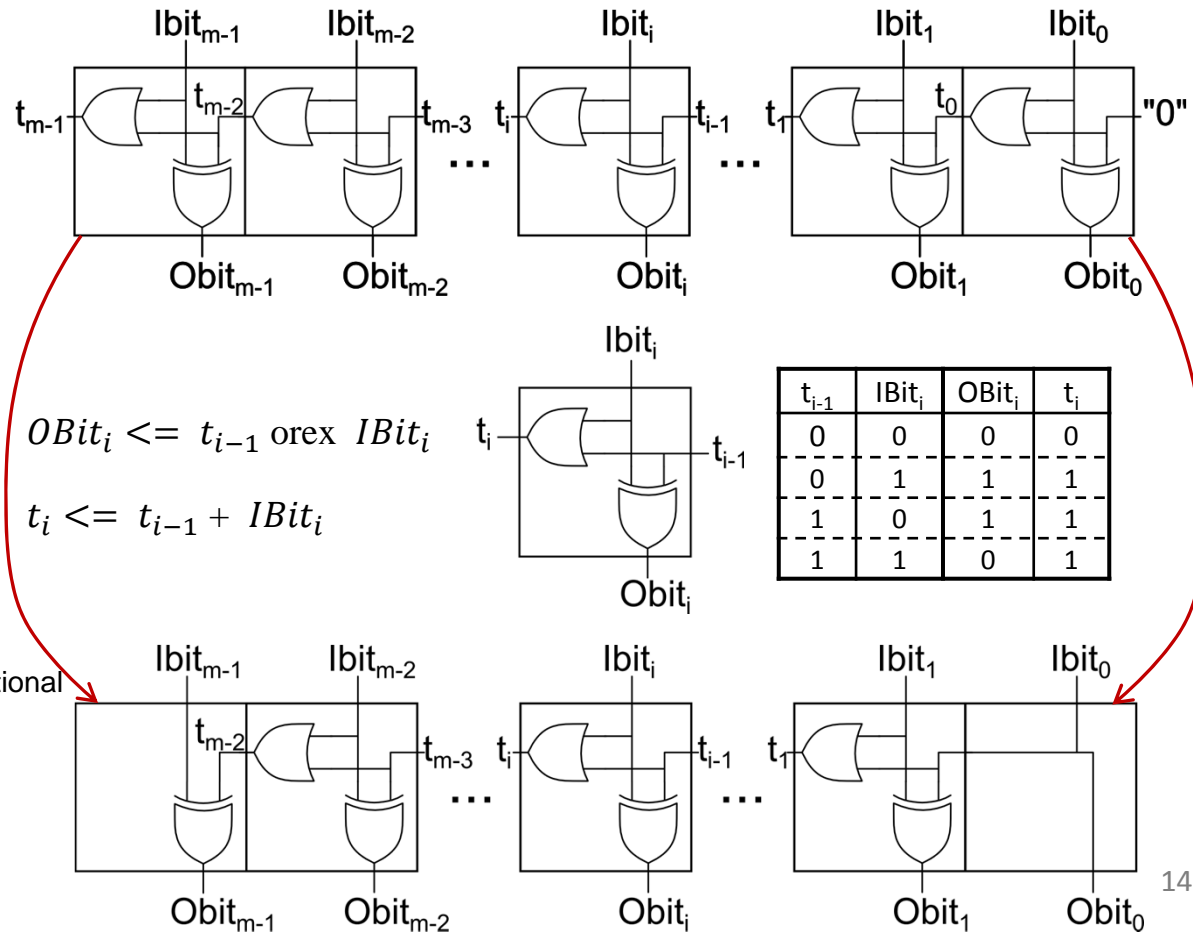 Ibit_{m-1} Ibit_{m-2} Ibit_i Ibit_1 Ibit_0
t_{m-1} t_{m-2} t_{m-3} ... t_i t_{i-1} ... t_1 t_0 "0"
Obit_{m-1} Obit_{m-2} Obit_i Obit_1 Obit_0
Ibit_i
t_i t_{i-1}
Obit_i
OBit_i <= t_{i-1} orex IBit_i
t_i <= t_{i-1} + IBit_i
t_{i-1} IBit_i OBit_i t_i
0 0 0 0
0 1 1 1
1 0 1 1
1 1 0 1
tional
Ibit_{m-1} Ibit_{m-2} Ibit_i Ibit_1 Ibit_0
t_{m-2} t_{m-3} ... t_i t_{i-1} ... t_1
Obit_{m-1} Obit_{m-2} Obit_i Obit_1 Obit_0
14